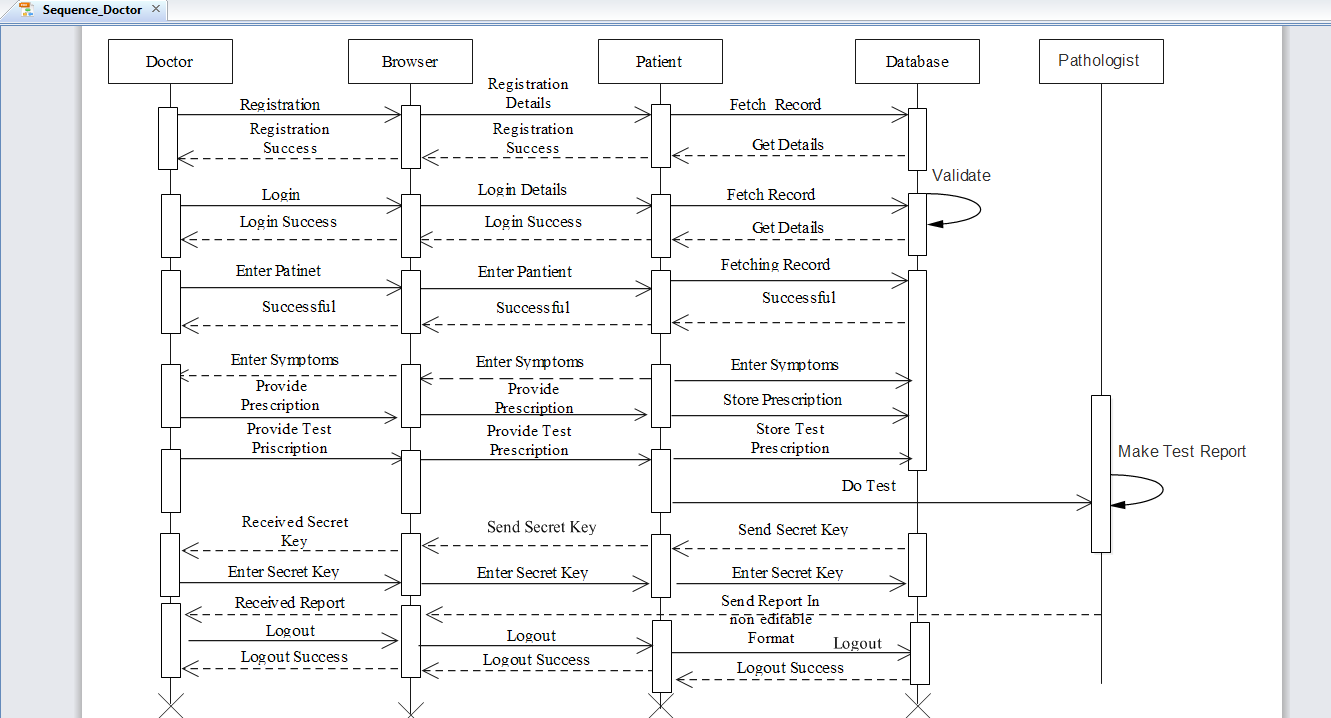 Sequence_Doctor
Doctor
Browser
Patient
Database
Pathologist
Registration
Registration
Details
Fetch Record
Registration
Success
Registration
Success
Get Details
Validate
Login
Login Details
Fetch Record
Login Success
Login Success
Get Details
Enter Patinet
Enter Pantient
Fetching Record
Successful
Successful
Successful
Enter Symptoms
Enter Symptoms
Enter Symptoms
Provide
Prescription
Provide
Prescription
Store Prescription
Provide Test
Priscription
Provide Test
Prescription
Store Test
Prescription
Make Test Report
Do Test
Received Secret
Key
Send Secret Key
Send Secret Key
Enter Secret Key
Enter Secret Key
Enter Secret Key
Received Report
Send Report In
non editable
Format
Logout
Logout
Logout
Logout Success
Logout Success
Logout Success